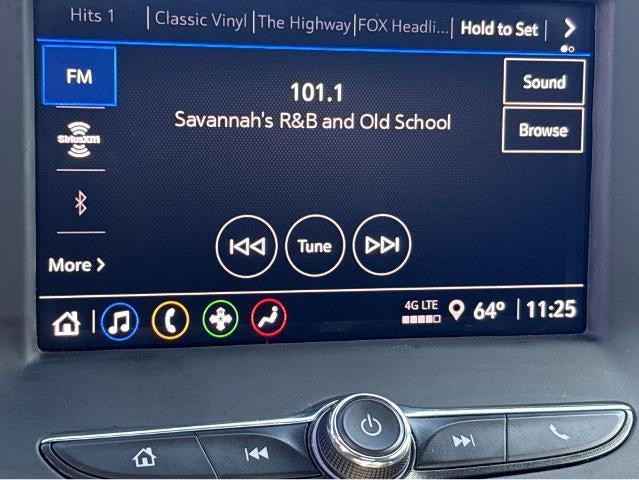 Hits 1 | Classic Vinyl | The Highway | FOX Headli... | Hold to Set |
FM
101.1
Sound
Savannah's R&B and Old School
Browse
SiriusXM
Tune
More
4G LTE
64° | 11:25